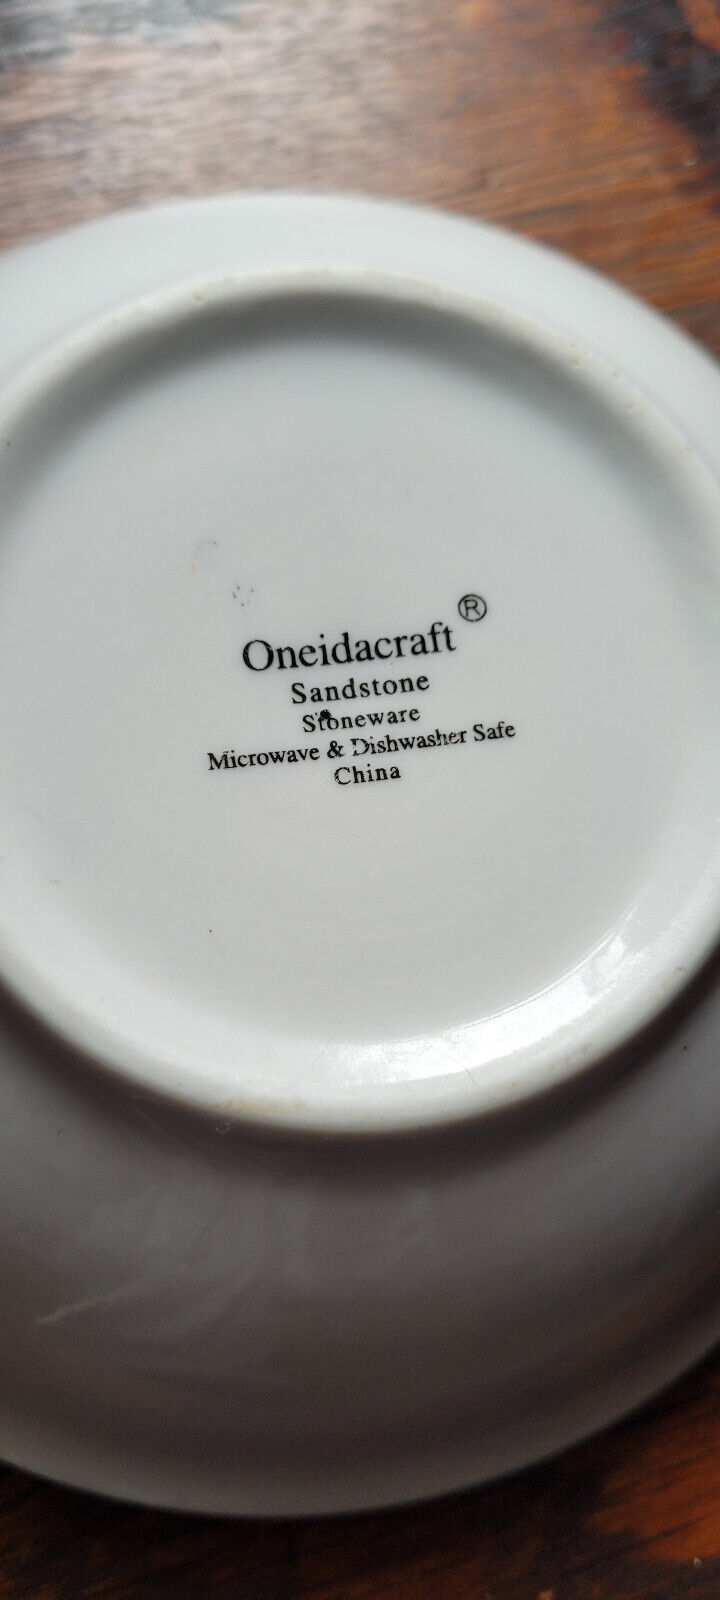 Oneidacraft®
Sandstone
Stoneware
Microwave & Dishwasher Safe
China